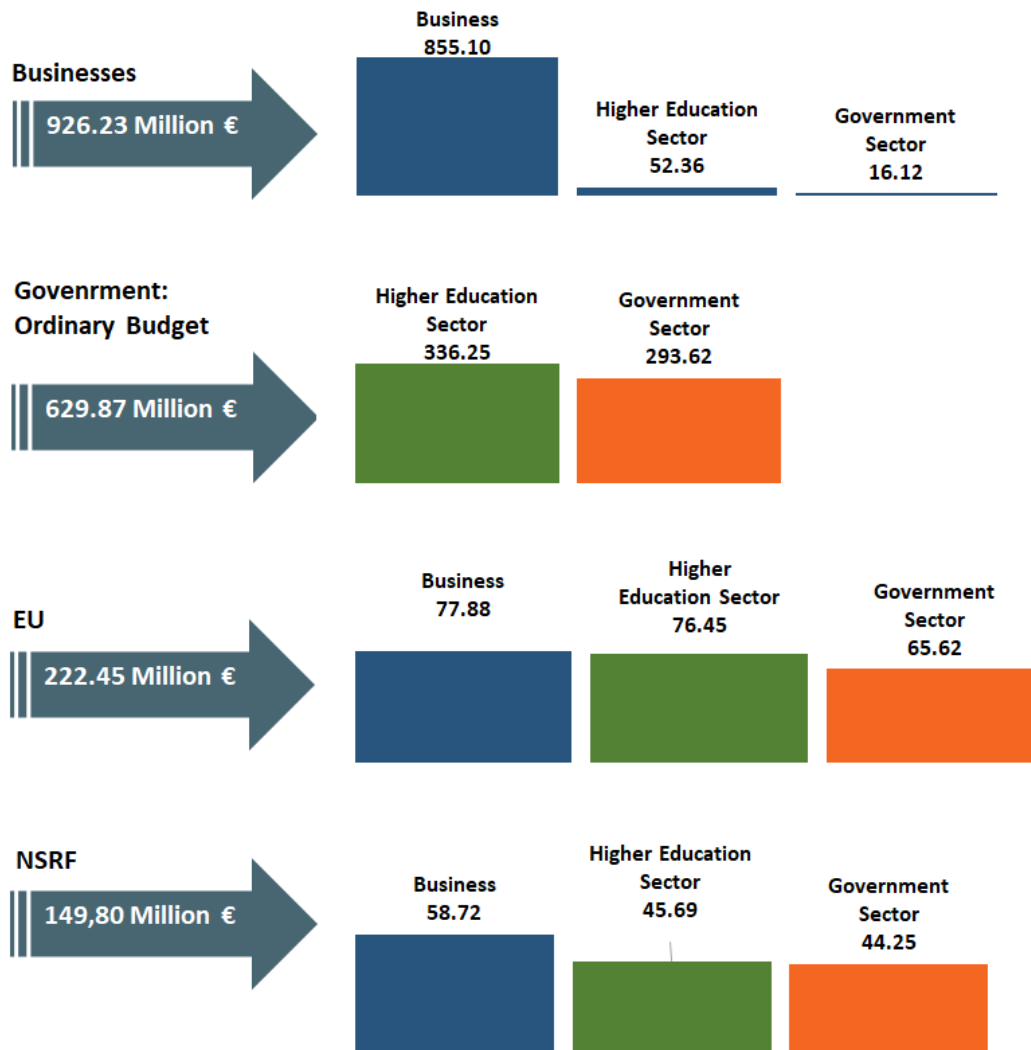 Businesses
926.23 Million €
Business
855.10
Higher Education
Sector
52.36
Government
Sector
16.12
Govenrment:
Ordinary Budget
629.87 Million €
Higher Education
Sector
336.25
Government
Sector
293.62
EU
222.45 Million €
Business
77.88
Higher
Education Sector
76.45
Government
Sector
65.62
NSRF
149,80 Million €
Business
58.72
Higher Education
Sector
45.69
Government
Sector
44.25